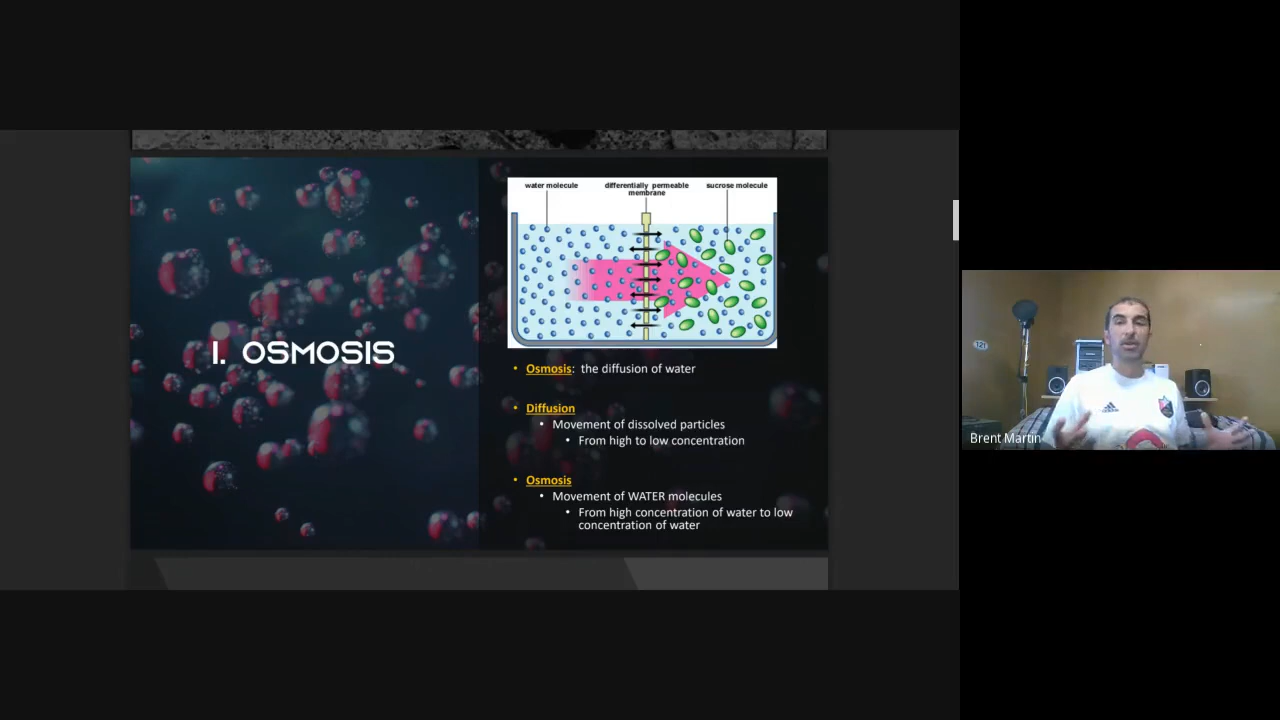 I. OSMOSIS
water molecule
differentially permeable
membrane
sucrose molecule
• Osmosis: the diffusion of water
• Diffusion
• Movement of dissolved particles
• From high to low concentration
• Osmosis
• Movement of WATER molecules
• From high concentration of water to low
concentration of water
121
Brent Martin